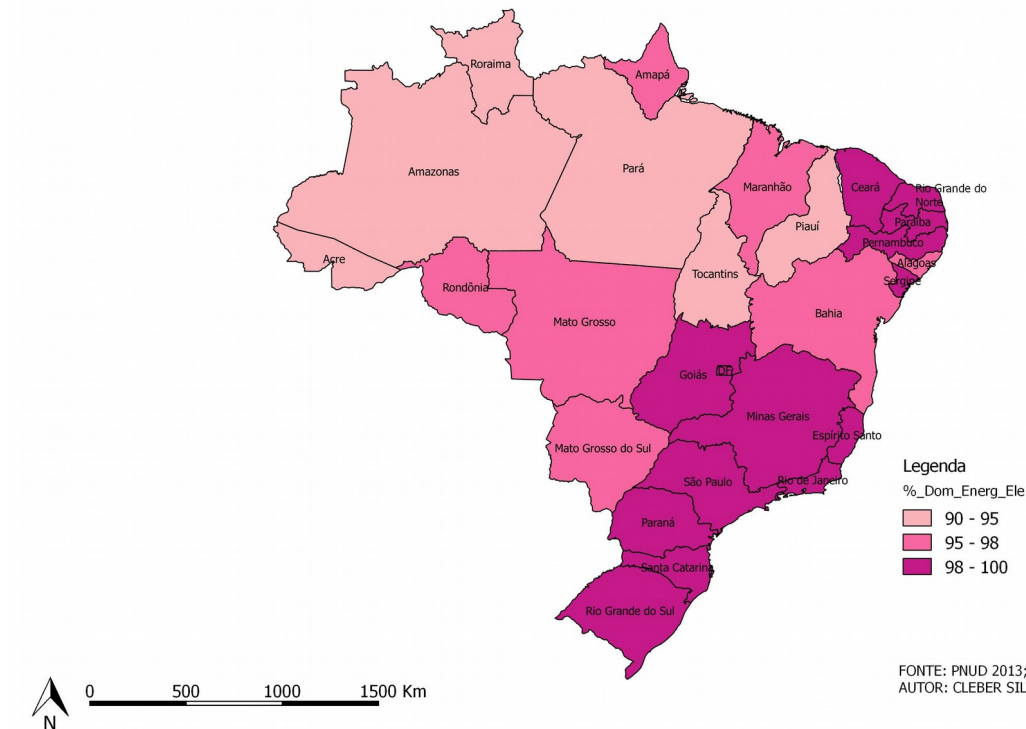 Roraima
Amapá
Amazonas
Pará
Maranhão
Ceará
Rio Grande do
Norte
Paraíba
Piauí
Pernambuco
Acre
Tocantins
Alagoas
Sergipe
Rondônia
Mato Grosso
Bahia
Goiás
DF
Minas Gerais
Espírito Santo
Mato Grosso do Sul
São Paulo
Rio de Janeiro
Paraná
Santa Catarina
Rio Grande do Sul
Legenda
%_Dom_Energ_Ele
90 - 95
95 - 98
98 - 100
FONTE: PNUD 2013;
AUTOR: CLEBER SIL
0 500 1000 1500 Km
N